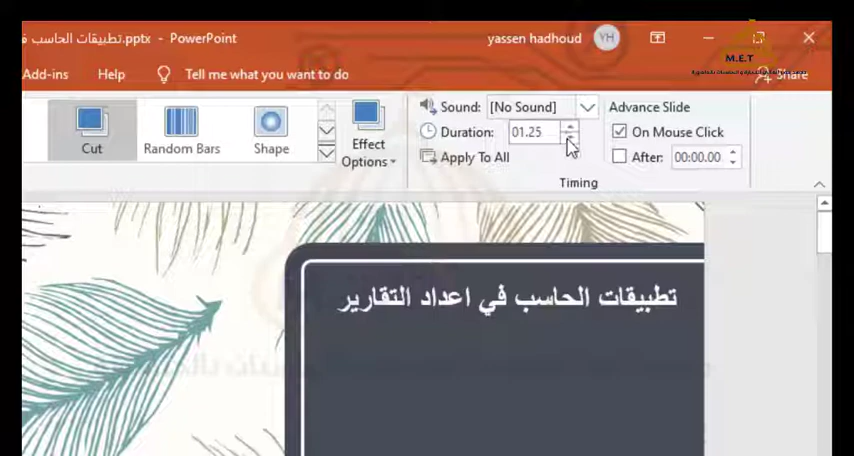 تطبيقات الحاسب ف.pptx - PowerPoint
yassen hadhoud YH
M.E.T
Add-ins Help Tell me what you want to do Share
Sound: [No Sound] Advance Slide
Duration: 01.25 On Mouse Click
Cut Random Bars Shape Effect Options
Apply To All After: 00:00.00
Timing
تطبيقات الحاسب في اعداد التقارير